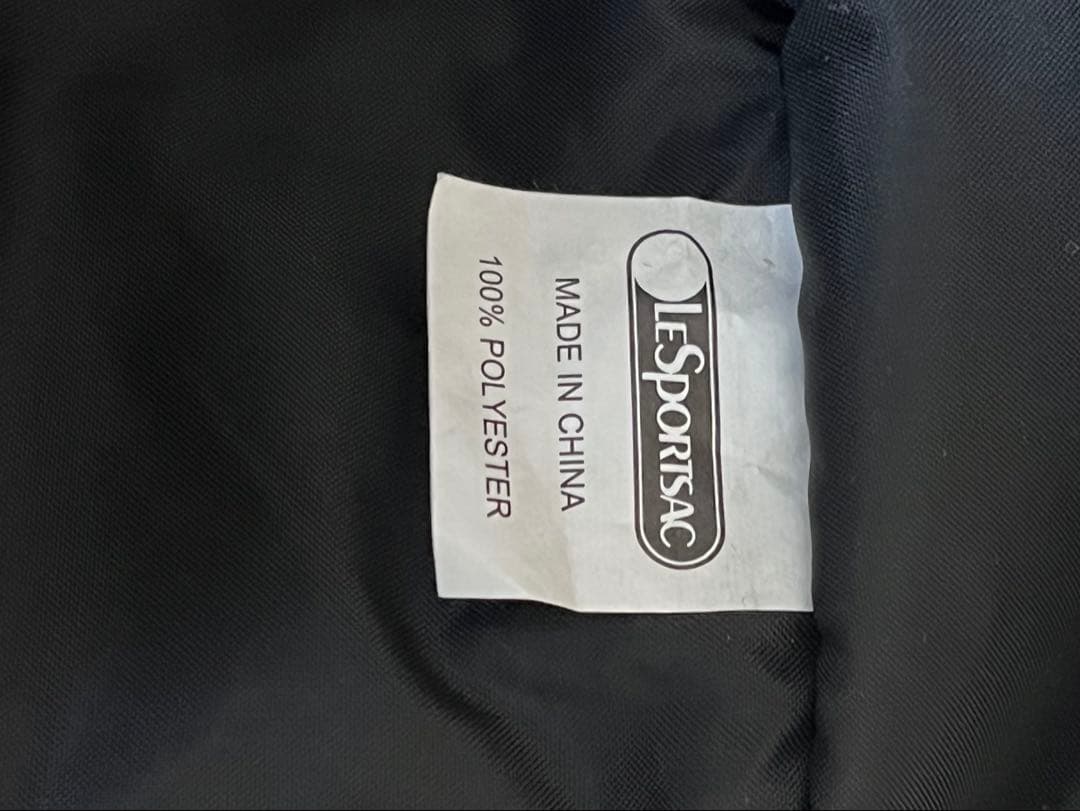 LESPORTSAC
MADE IN CHINA
100% POLYESTER